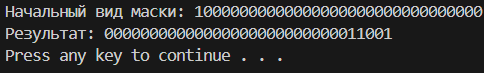 Начальный вид маски: 10000000000000000000000000000000
Результат: 00000000000000000000000000011001
Press any key to continue . . .